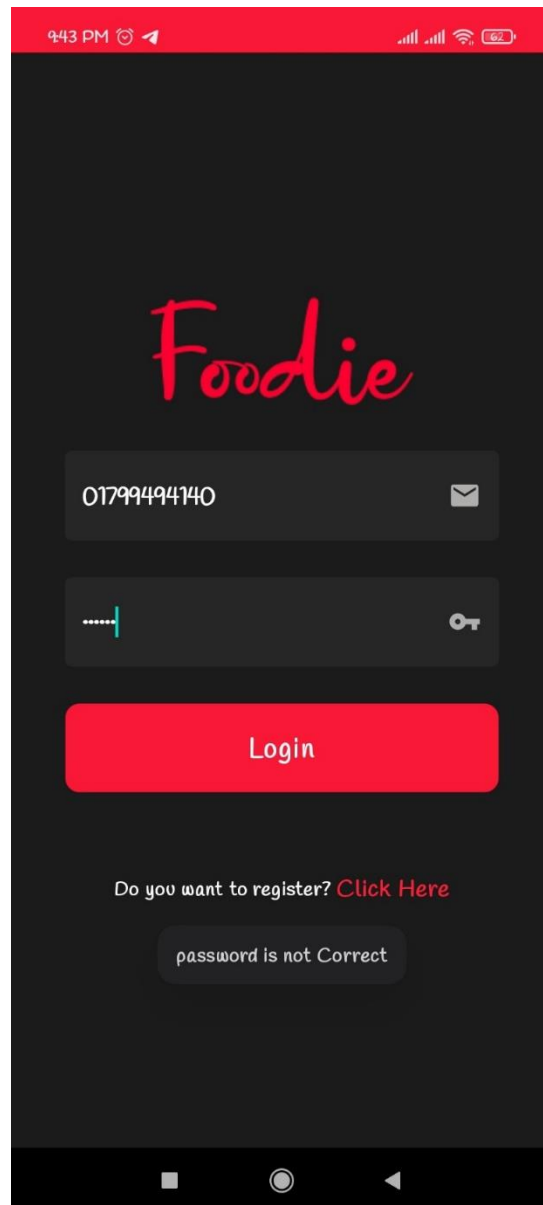 9:43 PM 62
Foodie
01799494140
••••••
Login
Do you want to register? Click Here
password is not Correct